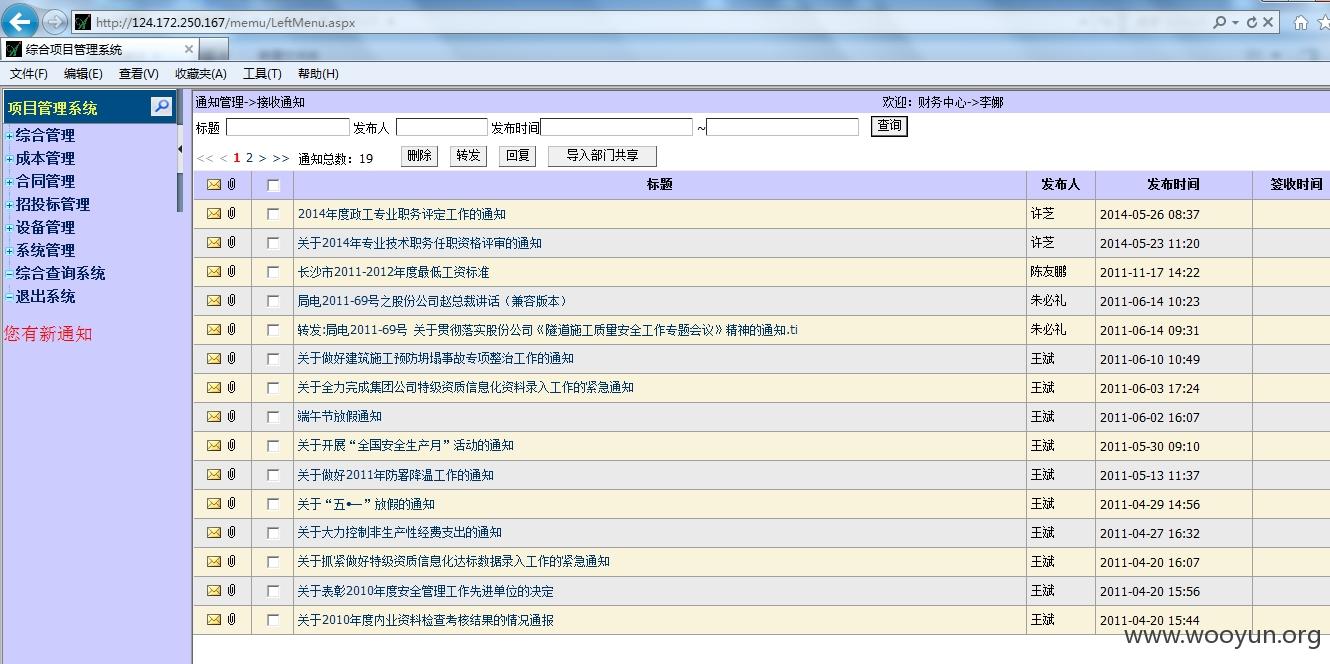 http://124.172.250.167/memu/LeftMenu.aspx
综合项目管理系统
文件(F) 编辑(E) 查看(V) 收藏夹(A) 工具(T) 帮助(H)
项目管理系统
综合管理
成本管理
合同管理
招投标管理
设备管理
系统管理
综合查询系统
退出系统
您有新通知
通知管理->接收通知 欢迎：财务中心->李娜
标题 发布人 发布时间 ~ 查询
<< < 1 2 > >> 通知总数：19 删除 转发 回复 导入部门共享
标题 发布人 发布时间 签收时间
2014年度政工专业职务评定工作的通知 许芝 2014-05-26 08:37
关于2014年专业技术职务任职资格评审的通知 许芝 2014-05-23 11:20
长沙市2011-2012年度最低工资标准 陈友鹏 2011-11-17 14:22
局电2011-69号之股份公司赵总裁讲话（兼容版本） 朱必礼 2011-06-14 10:23
转发:局电2011-69号 关于贯彻落实股份公司《隧道施工质量安全工作专题会议》精神的通知.ti 朱必礼 2011-06-14 09:31
关于做好建筑施工预防坍塌事故专项整治工作的通知 王斌 2011-06-10 10:49
关于全力完成集团公司特级资质信息化资料录入工作的紧急通知 王斌 2011-06-03 17:24
端午节放假通知 王斌 2011-06-02 16:07
关于开展“全国安全生产月”活动的通知 王斌 2011-05-30 09:10
关于做好2011年防暑降温工作的通知 王斌 2011-05-13 11:37
关于“五•一”放假的通知 王斌 2011-04-29 14:56
关于大力控制非生产性经费支出的通知 王斌 2011-04-27 16:32
关于抓紧做好特级资质信息化达标数据录入工作的紧急通知 王斌 2011-04-20 16:07
关于表彰2010年度安全管理工作先进单位的决定 王斌 2011-04-20 15:56
关于2010年度内业资料检查考核结果的情况通报 王斌 2011-04-20 15:44
www.wooyun.org